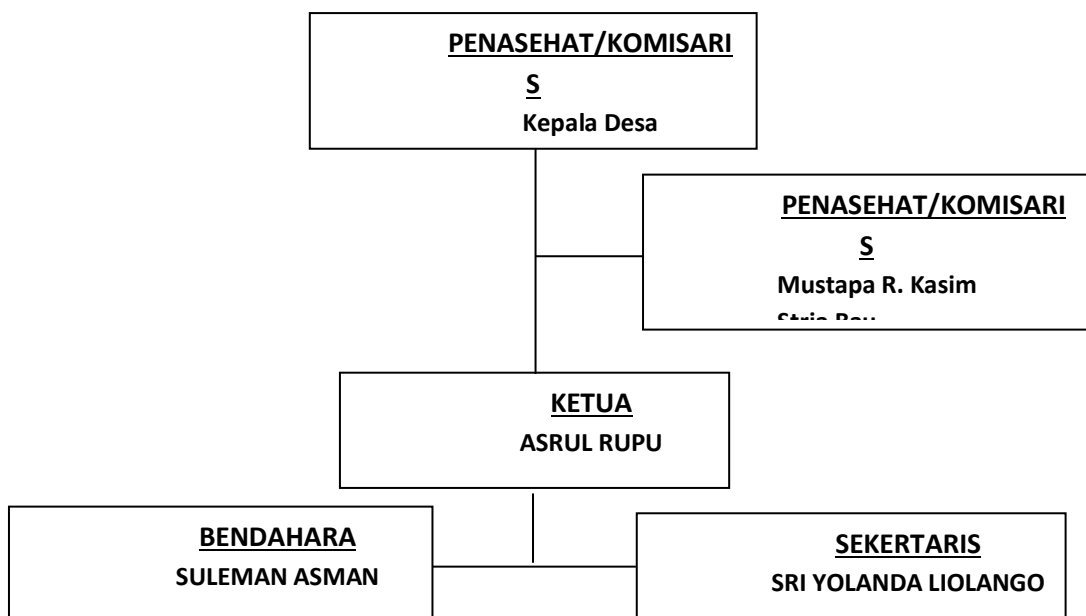 PENASEHAT/KOMISARI
S
Kepala Desa
PENASEHAT/KOMISARI
S
Mustapa R. Kasim
KETUA
ASRUL RUPU
BENDAHARA
SULEMAN ASMAN
SEKERTARIS
SRI YOLANDA LIOLANGO